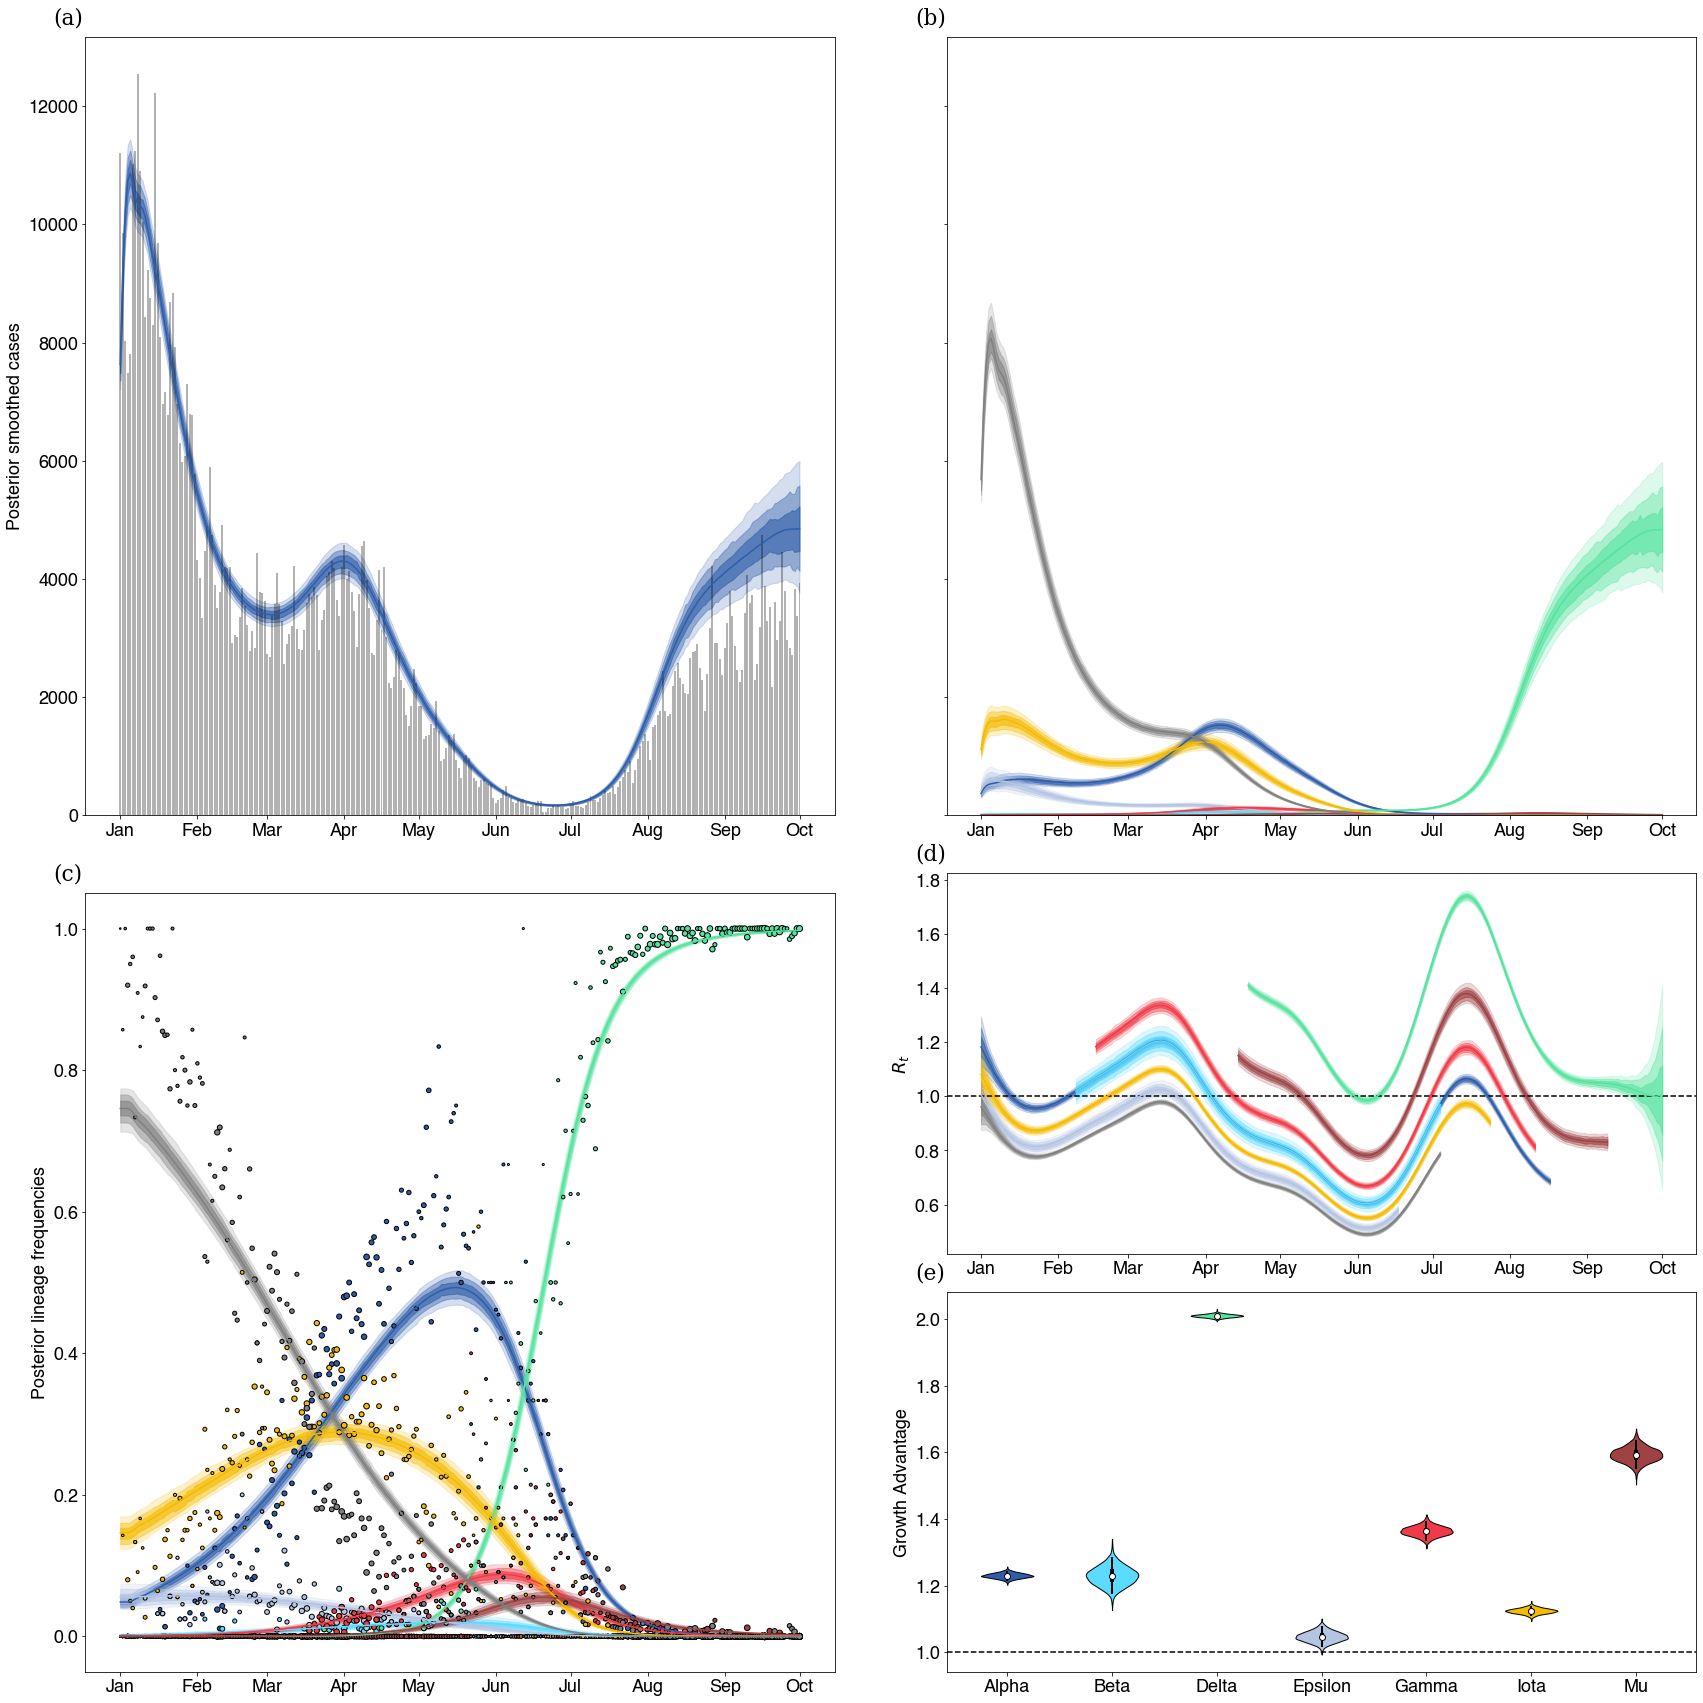 (a)
Posterior smoothed cases
12000
10000
8000
6000
4000
2000
0
Jan Feb Mar Apr May Jun Jul Aug Sep Oct
(b)
Jan Feb Mar Apr May Jun Jul Aug Sep Oct
(c)
Posterior lineage frequencies
1.0
0.8
0.6
0.4
0.2
0.0
Jan Feb Mar Apr May Jun Jul Aug Sep Oct
(d)
Rt
1.8
1.6
1.4
1.2
1.0
0.8
0.6
Jan Feb Mar Apr May Jun Jul Aug Sep Oct
(e)
Growth Advantage
2.0
1.8
1.6
1.4
1.2
1.0
Alpha Beta Delta Epsilon Gamma Iota Mu